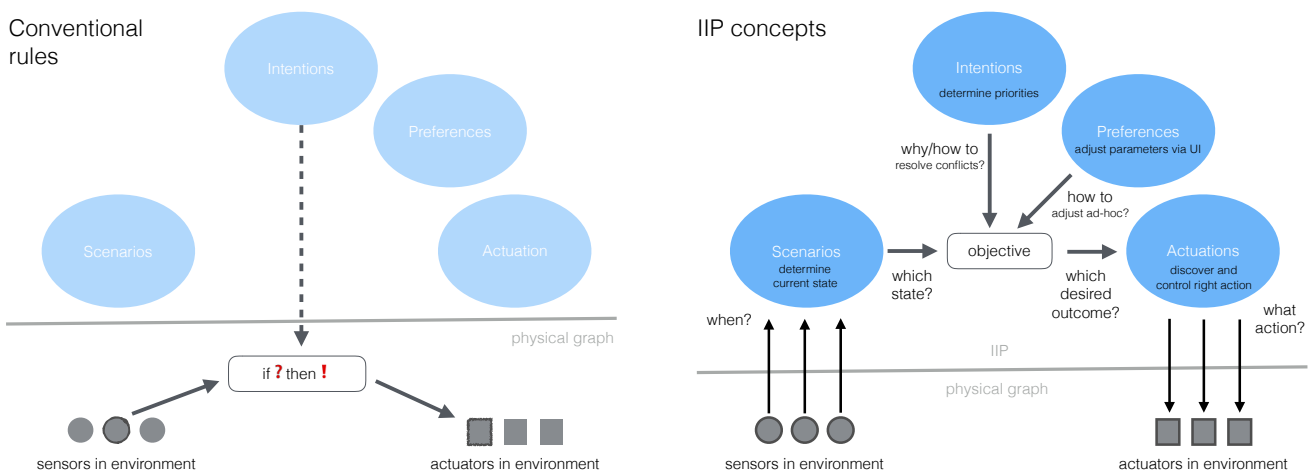 Conventional
rules
Intentions
Preferences
Scenarios
Actuation
physical graph
if ? then !
sensors in environment
actuators in environment
IIP concepts
Intentions
determine priorities
Preferences
adjust parameters via UI
why/how to
resolve conflicts?
how to
adjust ad-hoc?
Scenarios
determine
current state
objective
Actuations
discover and
control right action
which
state?
which
desired
outcome?
when?
what
action?
IIP
physical graph
sensors in environment
actuators in environment